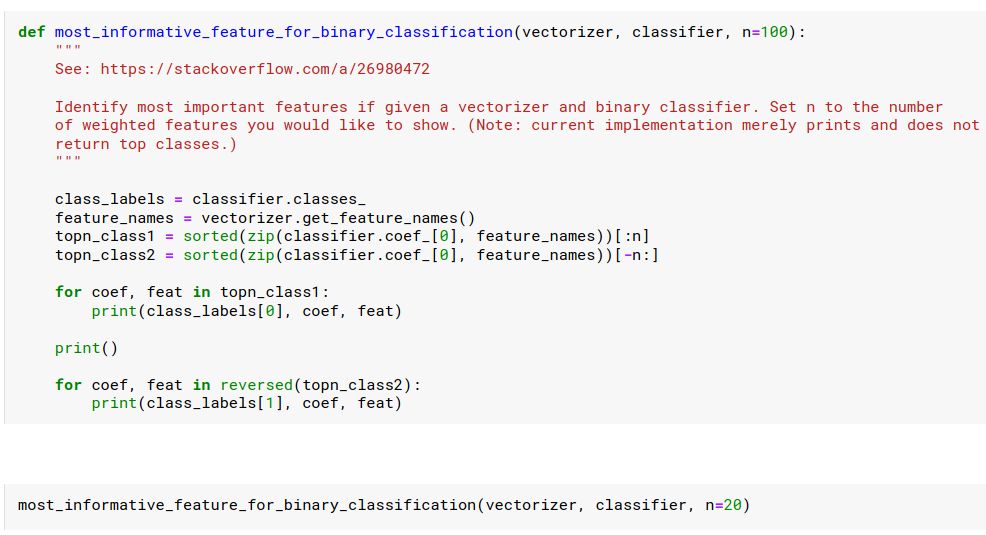 def most_informative_feature_for_binary_classification(vectorizer, classifier, n=100):
    """
    See: https://stackoverflow.com/a/26980472

    Identify most important features if given a vectorizer and binary classifier. Set n to the number
    of weighted features you would like to show. (Note: current implementation merely prints and does not
    return top classes.)
    """

    class_labels = classifier.classes_
    feature_names = vectorizer.get_feature_names()
    topn_class1 = sorted(zip(classifier.coef_[0], feature_names))[:n]
    topn_class2 = sorted(zip(classifier.coef_[0], feature_names))[-n:]

    for coef, feat in topn_class1:
        print(class_labels[0], coef, feat)

    print()

    for coef, feat in reversed(topn_class2):
        print(class_labels[1], coef, feat)

most_informative_feature_for_binary_classification(vectorizer, classifier, n=20)